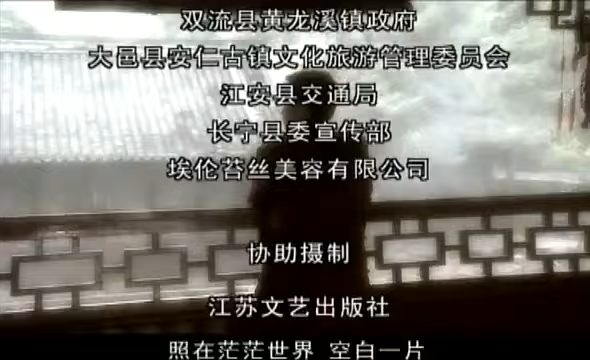 双流县黄龙溪镇政府
大邑县安仁古镇文化旅游管理委员会
江安县交通局
长宁县委宣传部
埃伦苔丝美容有限公司
协助摄制
江苏文艺出版社
照在茫茫世界 空白一片